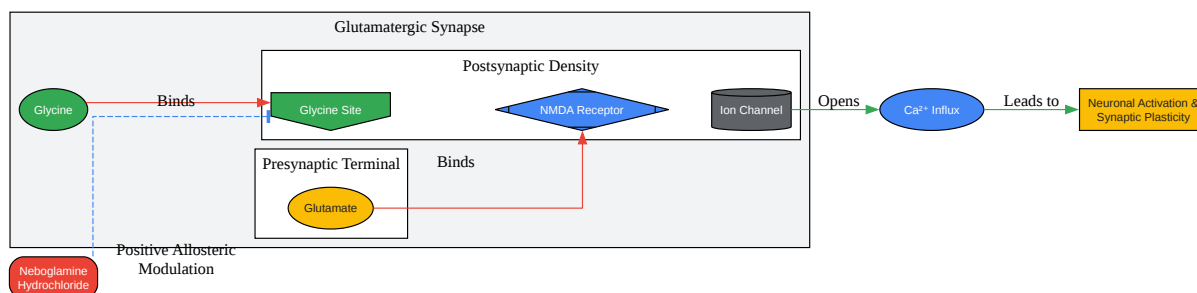 Glutamatergic Synapse
Postsynaptic Density
Glycine
Binds
Glycine Site
NMDA Receptor
Ion Channel
Opens
Ca²⁺ Influx
Leads to
Neuronal Activation &
Synaptic Plasticity
Presynaptic Terminal
Binds
Glutamate
Positive Allosteric
Modulation
Neboglamine
Hydrochloride